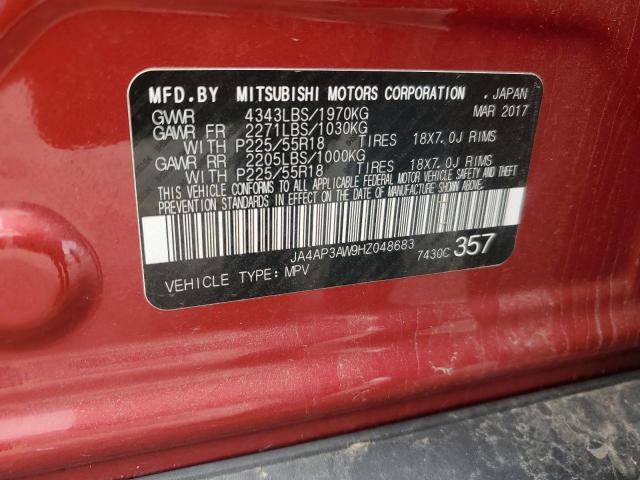 MFD.BY MITSUBISHI MOTORS CORPORATION , JAPAN
GVWR 4343LBS/1970KG MAR 2017
GAWR FR 2271LBS/1030KG
WITH P225/55R18 TIRES 18X7.0J RIMS
GAWR RR 2205LBS/1000KG
WITH P225/55R18 TIRES 18X7.0J RIMS
THIS VEHICLE CONFORMS TO ALL APPLICABLE FEDERAL MOTOR VEHICLE SAFETY AND THEFT
PREVENTION STANDARDS IN EFFECT ON THE DATE OF MANUFACTURE SHOWN ABOVE.
JA4AP3AW9HZ048683 7430C 357
VEHICLE TYPE: MPV